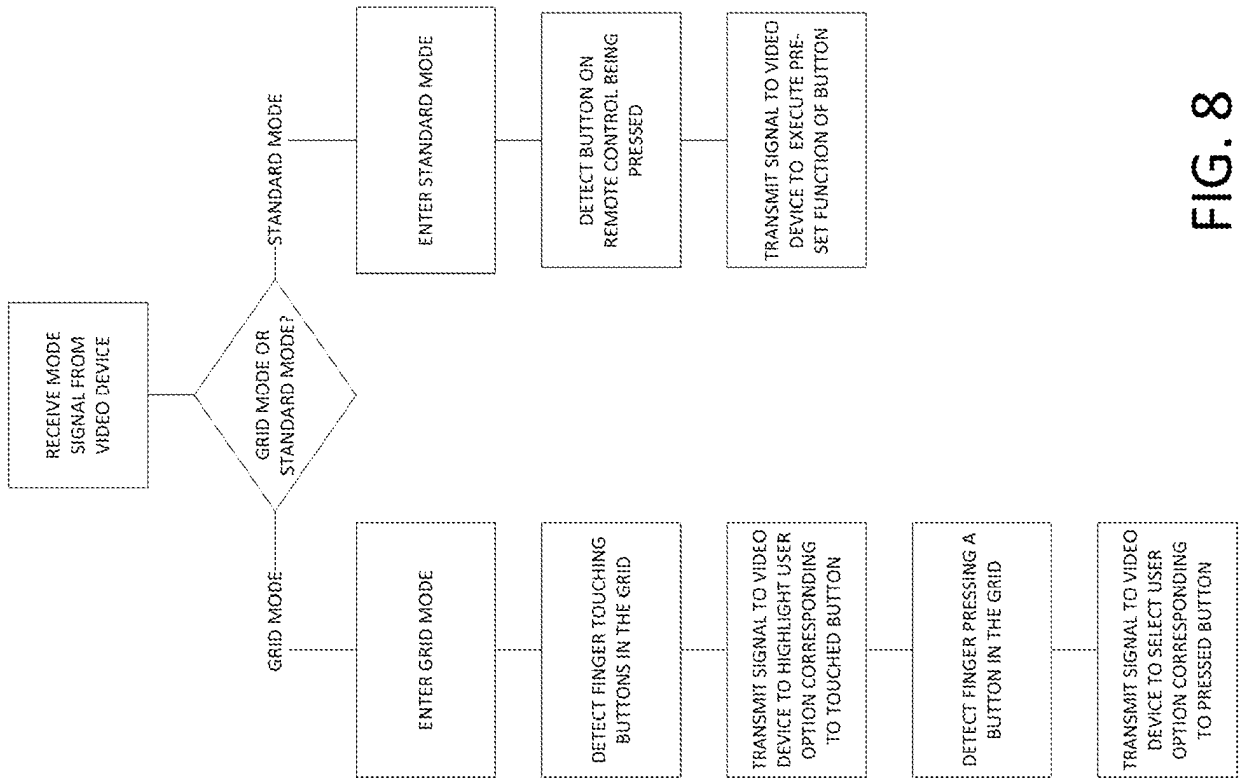 RECEIVE MODE
SIGNAL FROM
VIDEO DEVICE
GRID MODE OR
STANDARD MODE?
GRID MODE
STANDARD MODE
ENTER GRID MODE
DETECT FINGER TOUCHING
BUTTONS IN THE GRID
TRANSMIT SIGNAL TO VIDEO
DEVICE TO HIGHLIGHT USER
OPTION CORRESPONDING
TO TOUCHED BUTTON
DETECT FINGER PRESSING A
BUTTON IN THE GRID
TRANSMIT SIGNAL TO VIDEO
DEVICE TO SELECT USER
OPTION CORRESPONDING
TO PRESSED BUTTON
ENTER STANDARD MODE
DETECT BUTTON ON
REMOTE CONTROL BEING
PRESSED
TRANSMIT SIGNAL TO VIDEO
DEVICE TO EXECUTE PRE-
SET FUNCTION OF BUTTON
FIG. 8